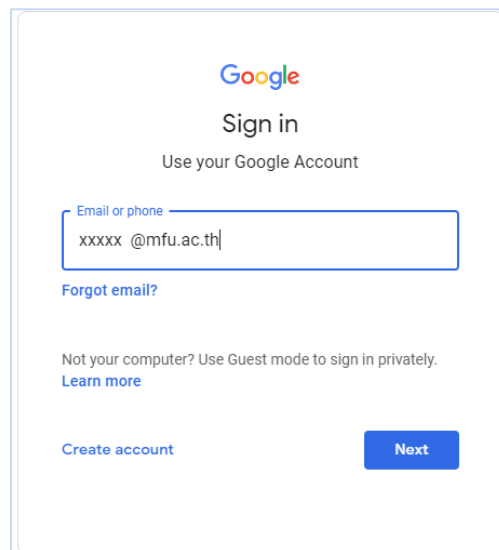 Google
Sign in
Use your Google Account
Email or phone
xxxxx @mfu.ac.th
Forgot email?
Not your computer? Use Guest mode to sign in privately.
Learn more
Create account
Next